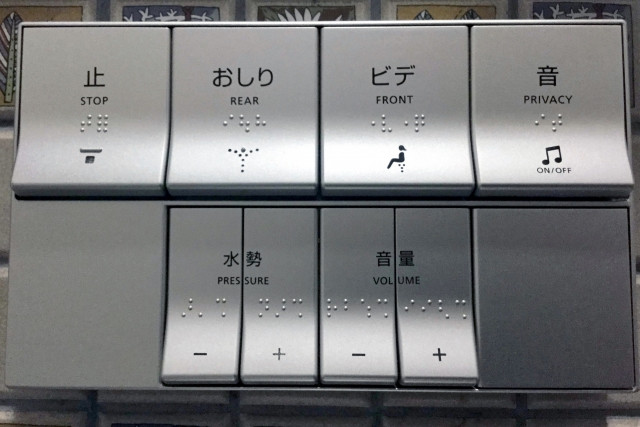 止
STOP
おしり
REAR
ビデ
FRONT
音
PRIVACY
ON/OFF
水勢
PRESSURE
− +
音量
VOLUME
− +